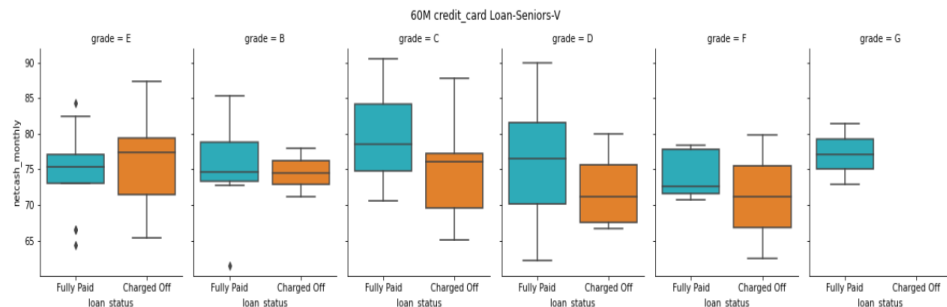 60M credit_card Loan-Seniors-V
grade = E
grade = B
grade = C
grade = D
grade = F
grade = G
netcash_monthly
90
85
80
75
70
65
Fully Paid Charged Off
loan_status
Fully Paid Charged Off
loan_status
Fully Paid Charged Off
loan_status
Fully Paid Charged Off
loan_status
Fully Paid Charged Off
loan_status
Fully Paid Charged Off
loan_status